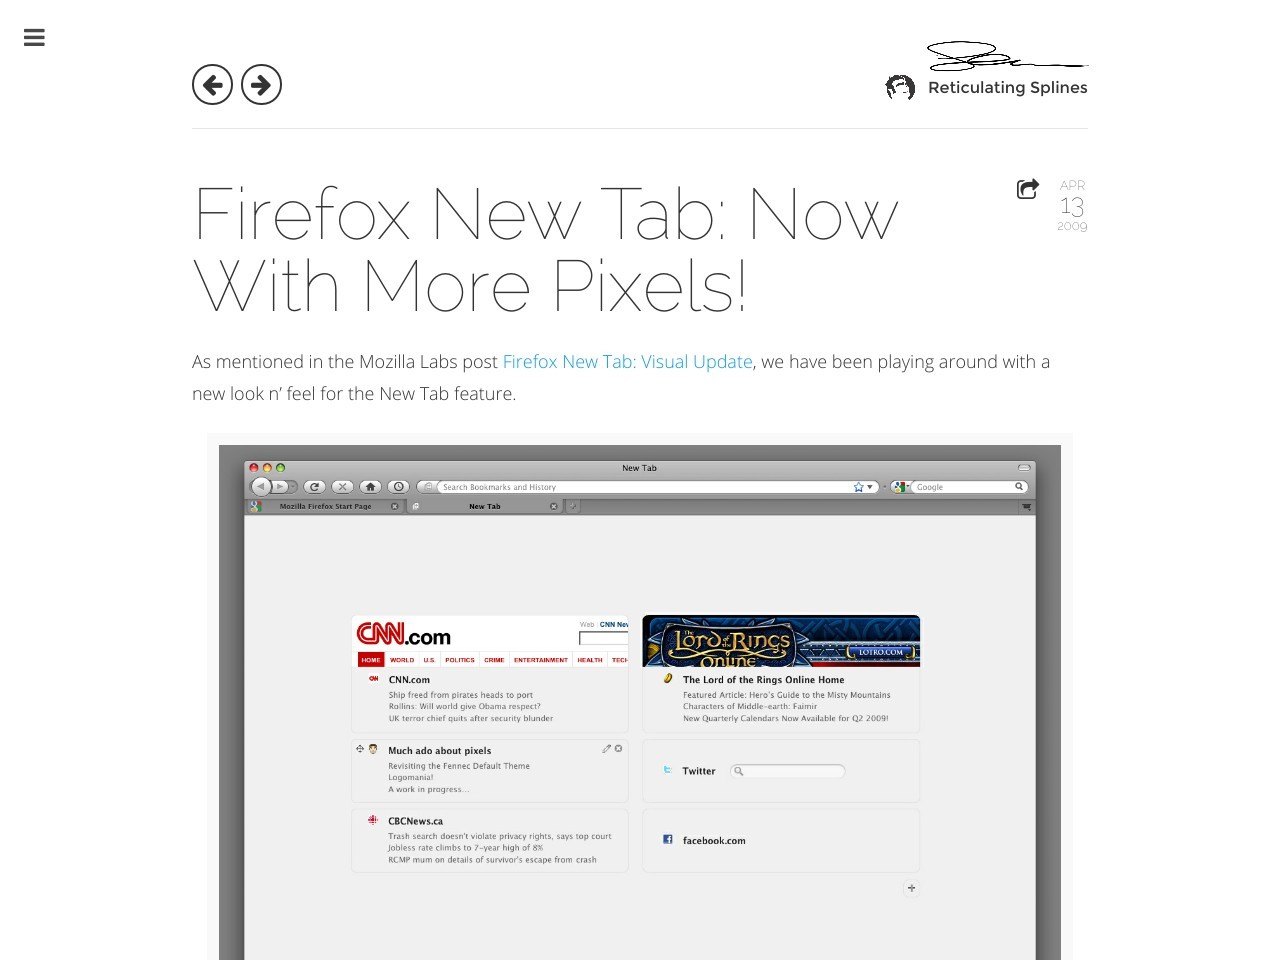 Reticulating Splines
Firefox New Tab: Now
With More Pixels!
APR
13
2009
As mentioned in the Mozilla Labs post Firefox New Tab: Visual Update, we have been playing around with a
new look n’ feel for the New Tab feature.
New Tab
Search Bookmarks and History
Google
Mozilla Firefox Start Page
New Tab
CNN.com
Web CNN New
HOME WORLD U.S. POLITICS CRIME ENTERTAINMENT HEALTH TECH
CNN.com
Ship freed from pirates heads to port
Rollins: Will world give Obama respect?
UK terror chief quits after security blunder
The Lord of the Rings Online
LOTRO.COM
The Lord of the Rings Online Home
Featured Article: Hero's Guide to the Misty Mountains
Characters of Middle-earth: Faimir
New Quarterly Calendars Now Available for Q2 2009!
Much ado about pixels
Revisiting the Fennec Default Theme
Logomania!
A work in progress...
Twitter
CBCNews.ca
Trash search doesn't violate privacy rights, says top court
Jobless rate climbs to 7-year high of 8%
RCMP mum on details of survivor's escape from crash
facebook.com